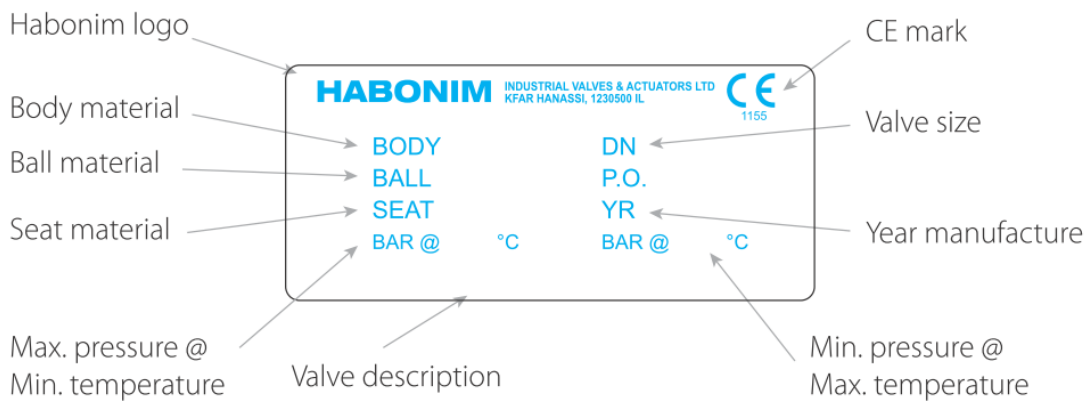 Habonim logo
CE mark
HABONIM INDUSTRIAL VALVES & ACTUATORS LTD
KFAR HANASSI, 1230500 IL
CE
1155
Body material
Valve size
BODY DN
Ball material
BALL P.O.
Seat material
SEAT YR
Year manufacture
BAR @ °C BAR @ °C
Max. pressure @
Min. temperature
Valve description
Min. pressure @
Max. temperature